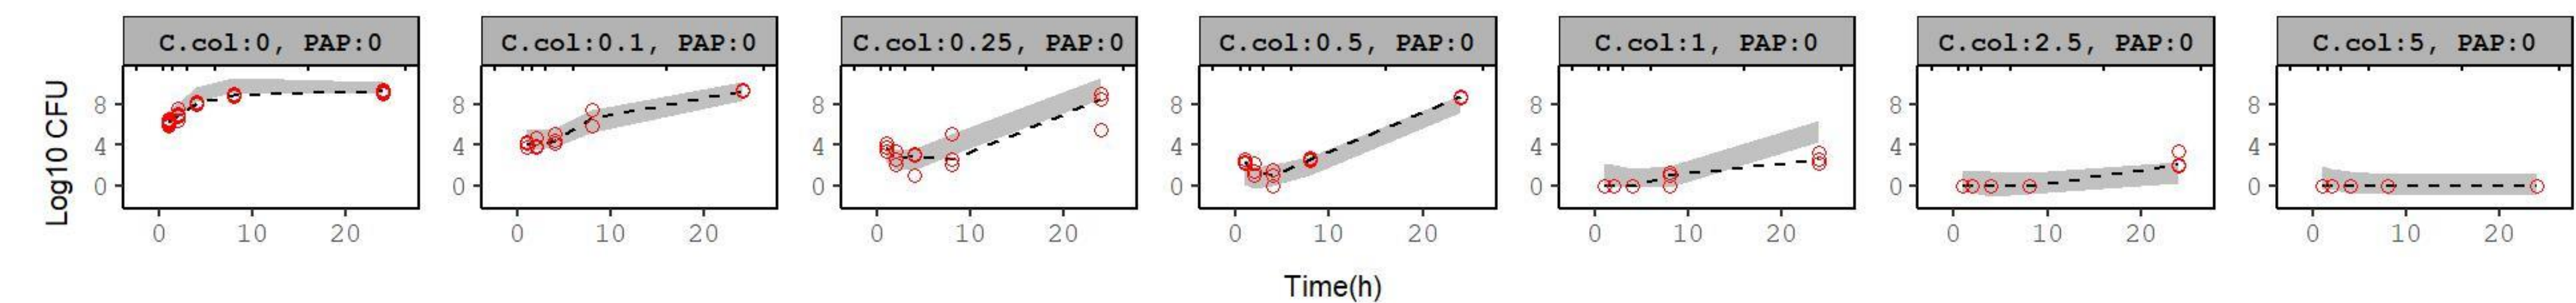 C.col:0, PAP:0 C.col:0.1, PAP:0 C.col:0.25, PAP:0 C.col:0.5, PAP:0 C.col:1, PAP:0 C.col:2.5, PAP:0 C.col:5, PAP:0
Log10 CFU
8 8 8 8 8 8 8
4 4 4 4 4 4 4
0 0 0 0 0 0 0
0 10 20 0 10 20 0 10 20 0 10 20 0 10 20 0 10 20 0 10 20
Time(h)